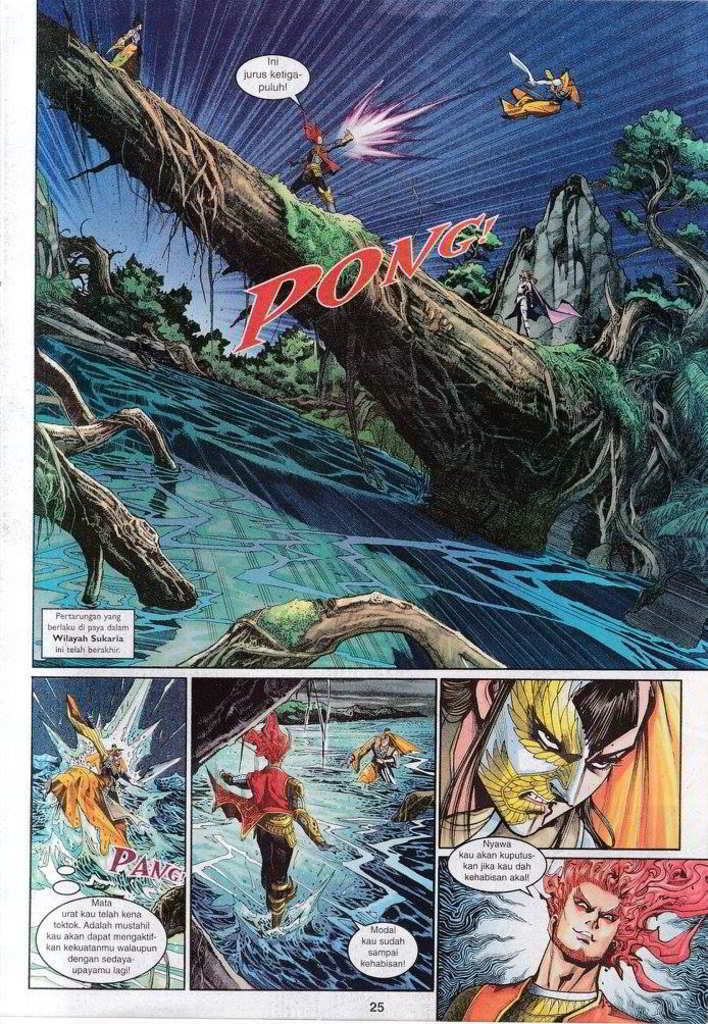 Ini
jurus ketiga-
puluh!
PONG!
Pertarungan yang
berlaku di paya dalam
Wilayah Sukaria
ini telah berakhir.
PANG!
Mata
urat kau telah kena
toktok. Adalah mustahil
kau akan dapat mengaktif-
kan kekuatanmu walaupun
dengan sedaya-
upayamu lagi!
Modal
kau sudah
sampai
kehabisan!
Nyawa
kau akan kuputus-
kan jika kau dah
kehabisan akal!
25